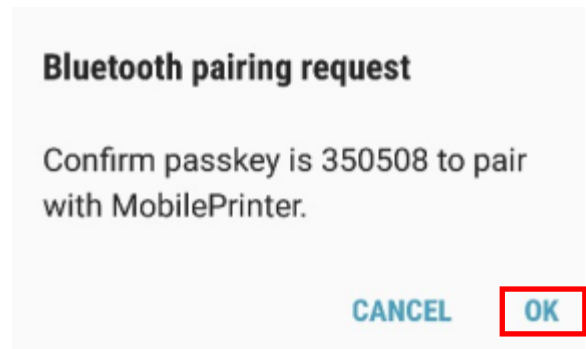 Bluetooth pairing request
Confirm passkey is 350508 to pair
with MobilePrinter.
CANCEL OK